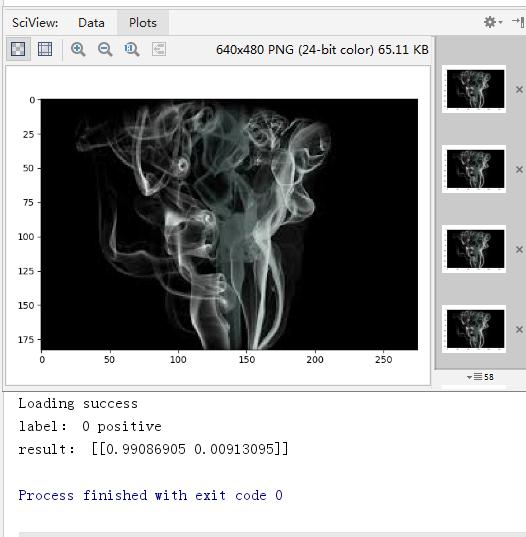 SciView: Data Plots
640x480 PNG (24-bit color) 65.11 KB
1:1
0
25
50
75
100
125
150
175
0 50 100 150 200 250
58
Loading success
label: 0 positive
result: [[0.99086905 0.00913095]]
Process finished with exit code 0